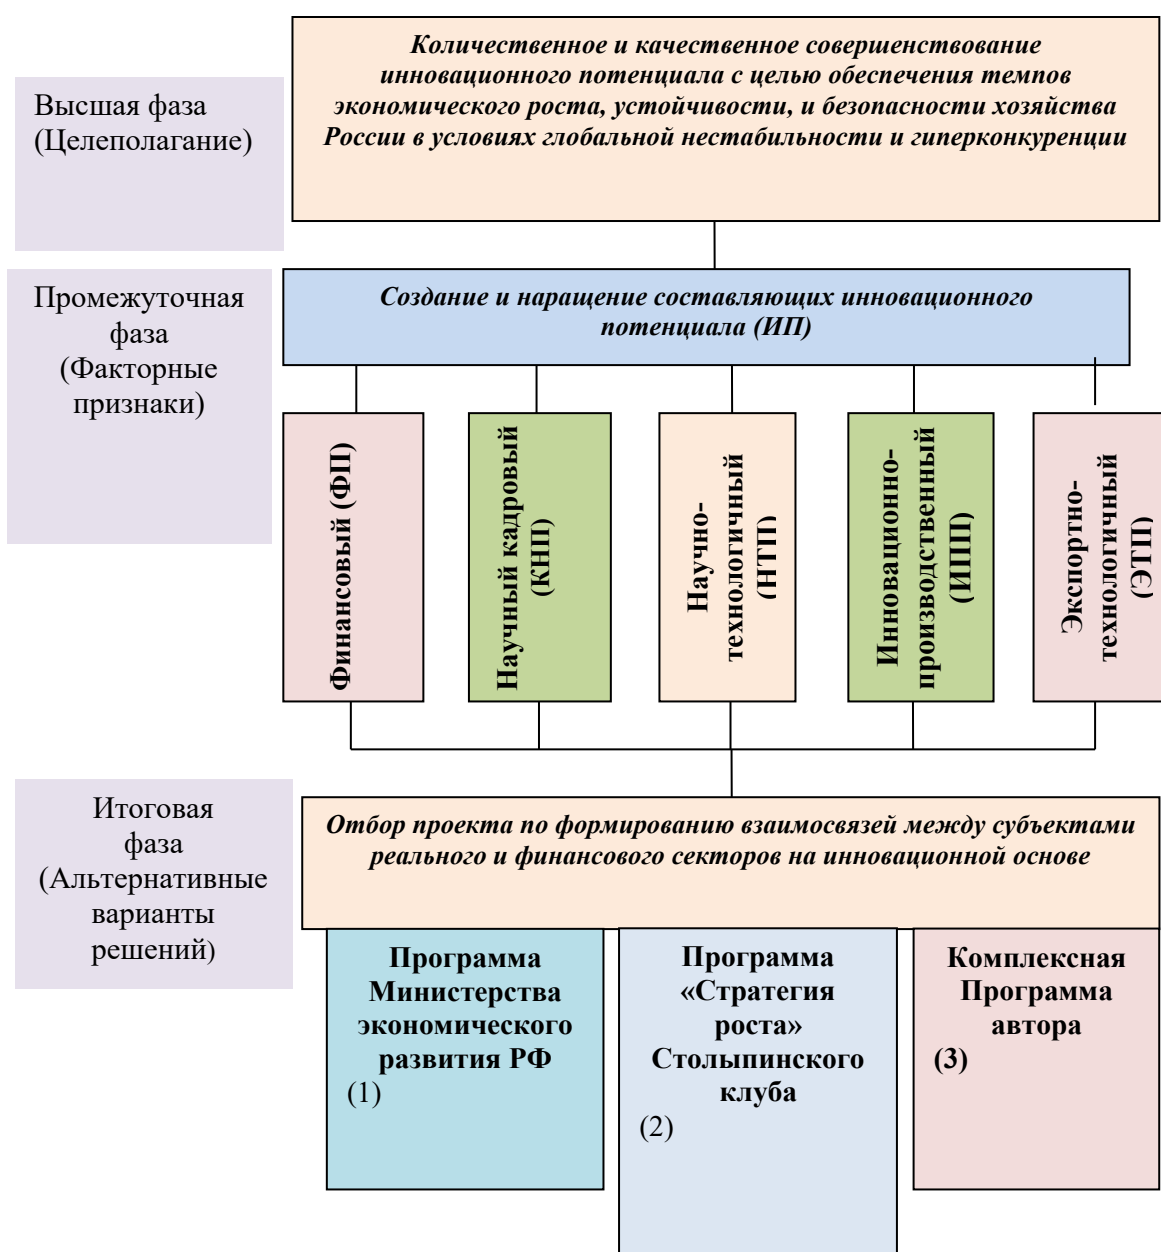 Количественное и качественное совершенствование
инновационного потенциала с целью обеспечения темпов
экономического роста, устойчивости, и безопасности хозяйства
России в условиях глобальной нестабильности и гиперконкуренции
Высшая фаза
(Целеполагание)
Промежуточная
фаза
(Факторные
признаки)
Создание и наращение составляющих инновационного
потенциала (ИП)
Финансовый (ФП)
Научный кадровый
(КНП)
Научно-
технологичный
(НТП)
Инновационно-
производственный
(ИПП)
Экспортно-
технологичный
(ЭТП)
Итоговая
фаза
(Альтернативные
варианты
решений)
Отбор проекта по формированию взаимосвязей между субъектами
реального и финансового секторов на инновационной основе
Программа
Министерства
экономического
развития РФ
(1)
Программа
«Стратегия
роста»
Столыпинского
клуба
(2)
Комплексная
Программа
автора
(3)